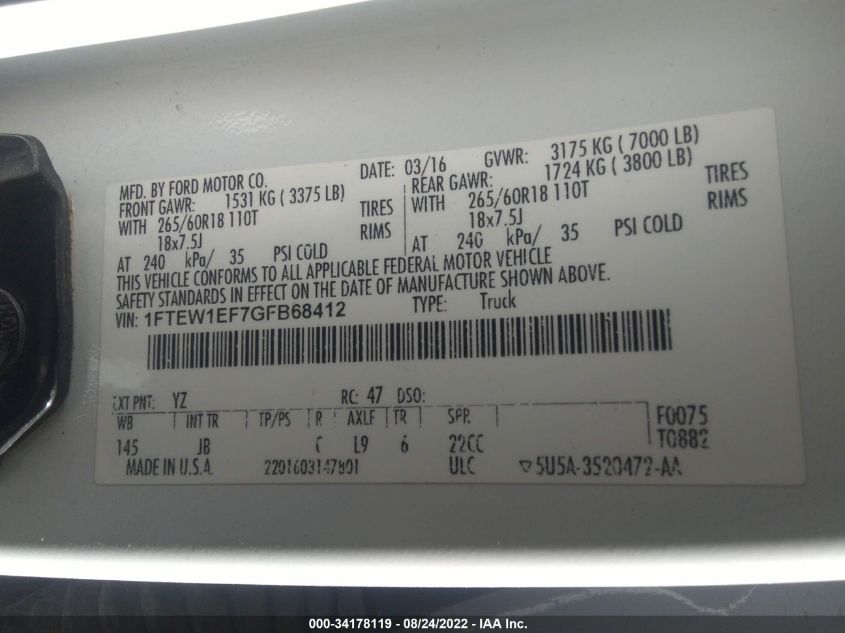 MFD. BY FORD MOTOR CO. DATE: 03/16 GVWR: 3175 KG ( 7000 LB)
FRONT GAWR: 1531 KG ( 3375 LB) REAR GAWR: 1724 KG ( 3800 LB)
WITH 265/60R18 110T TIRES WITH 265/60R18 110T TIRES
18x7.5J RIMS 18x7.5J RIMS
AT 240 kPa/ 35 PSI COLD AT 240 kPa/ 35 PSI COLD
THIS VEHICLE CONFORMS TO ALL APPLICABLE FEDERAL MOTOR VEHICLE
SAFETY STANDARDS IN EFFECT ON THE DATE OF MANUFACTURE SHOWN ABOVE.
VIN: 1FTEW1EF7GFB68412 TYPE: Truck
EXT PNT: YZ RC: 47 DSO:
WB INT TR TP/PS R AXLE TR SPR F0075
145 JB C L9 6 22CC T0882
MADE IN U.S.A. 2201603147801 ULC ▽5U5A-3520472-AA
000-34178119 - 08/24/2022 - IAA Inc.